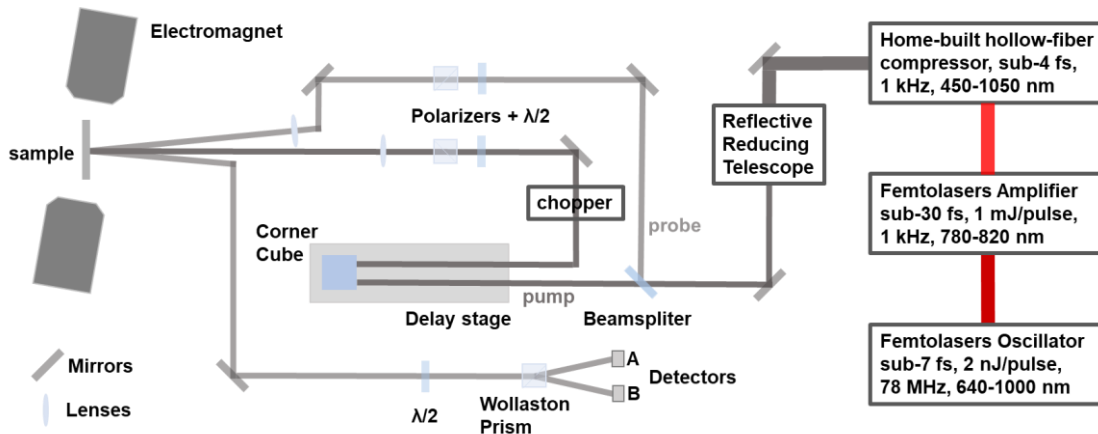 Electromagnet
sample
Polarizers + λ/2
chopper
probe
Corner
Cube
pump
Delay stage
Beamspliter
Reflective
Reducing
Telescope
Home-built hollow-fiber
compressor, sub-4 fs,
1 kHz, 450-1050 nm
Femtolasers Amplifier
sub-30 fs, 1 mJ/pulse,
1 kHz, 780-820 nm
Femtolasers Oscillator
sub-7 fs, 2 nJ/pulse,
78 MHz, 640-1000 nm
Mirrors
Lenses
λ/2
Wollaston
Prism
A
B
Detectors